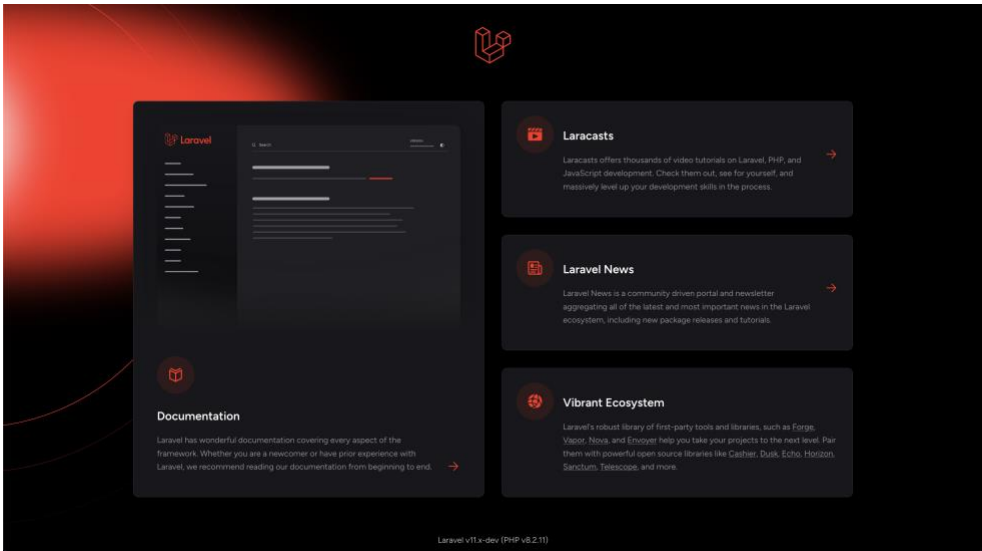 Laravel
Search
Documentation
Laravel has wonderful documentation covering every aspect of the
framework. Whether you are a newcomer or have prior experience with
Laravel, we recommend reading our documentation from beginning to end.
Laracasts
Laracasts offers thousands of video tutorials on Laravel, PHP, and
JavaScript development. Check them out, see for yourself, and
massively level up your development skills in the process.
Laravel News
Laravel News is a community driven portal and newsletter
aggregating all of the latest and most important news in the Laravel
ecosystem, including new package releases and tutorials.
Vibrant Ecosystem
Laravel's robust library of first-party tools and libraries, such as Forge,
Vapor, Nova, and Envoyer help you take your projects to the next level. Pair
them with powerful open source libraries like Cashier, Dusk, Echo, Horizon,
Sanctum, Telescope, and more.
Laravel v11.x-dev (PHP v8.2.11)